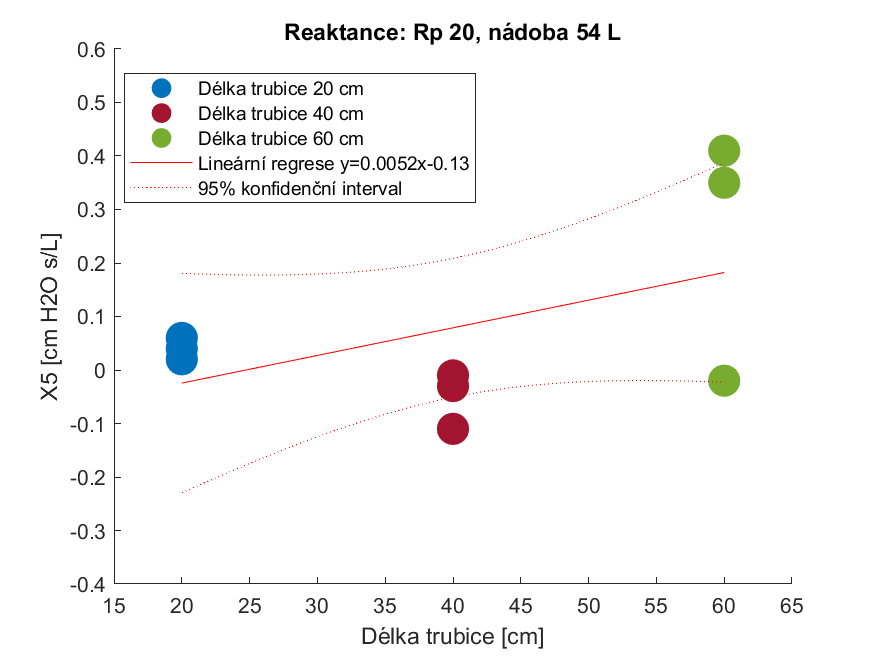 Reaktance: Rp 20, nádoba 54 L
0.6
0.5
0.4
0.3
0.2
0.1
0
-0.1
-0.2
-0.3
-0.4
X5 [cm H2O s/L]
Délka trubice 20 cm
Délka trubice 40 cm
Délka trubice 60 cm
Lineární regrese y=0.0052x-0.13
95% konfidenční interval
15 20 25 30 35 40 45 50 55 60 65
Délka trubice [cm]